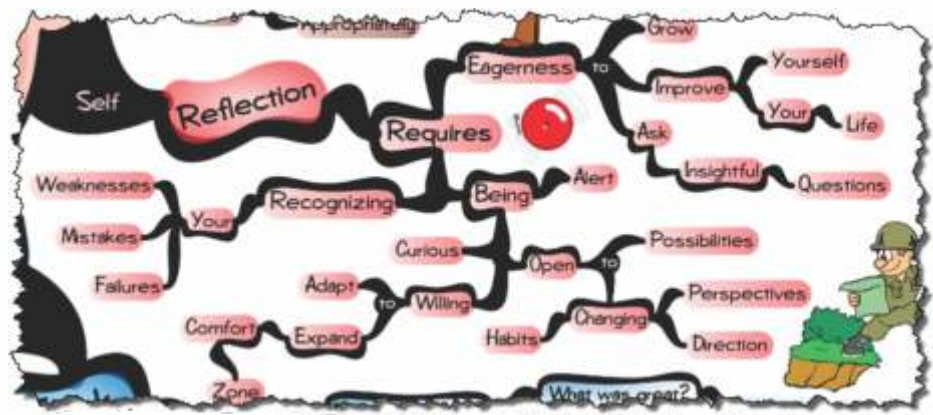 Appropriately
Self
Reflection
Requires
Eagerness
to
Grow
Improve
Yourself
Your
Life
Ask
Insightful
Questions
Recognizing
Your
Weaknesses
Mistakes
Failures
Being
Alert
Curious
Open
to
Possibilities
Changing
Perspectives
Direction
Habits
Willing
to
Adapt
Expand
Comfort
Zone
What was great?